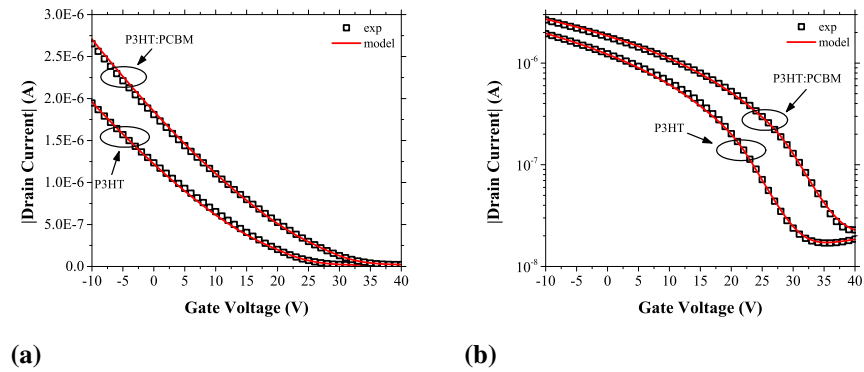 3.0E-6
2.5E-6
2.0E-6
1.5E-6
1.0E-6
5.0E-7
0.0
|Drain Current| (A)
P3HT:PCBM
P3HT
exp
model
-10 -5 0 5 10 15 20 25 30 35 40
Gate Voltage (V)
(a)
10^-6
10^-7
10^-8
|Drain Current| (A)
exp
model
P3HT:PCBM
P3HT
-10 -5 0 5 10 15 20 25 30 35 40
Gate Voltage (V)
(b)